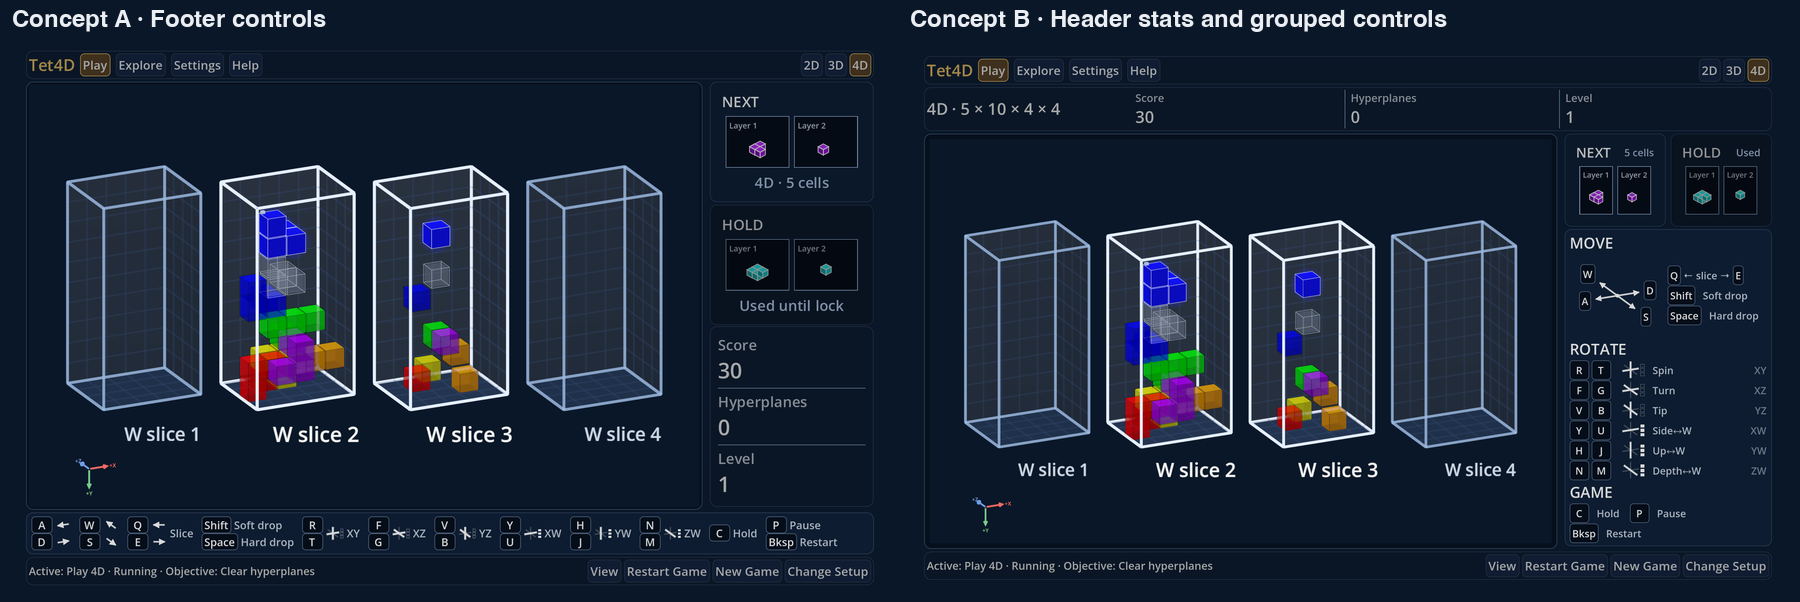 Concept A · Footer controls
Tet4D Play Explore Settings Help 2D 3D 4D
NEXT
Layer 1 Layer 2
4D · 5 cells
HOLD
Layer 1 Layer 2
Used until lock
Score
30
Hyperplanes
0
Level
1
W slice 1 W slice 2 W slice 3 W slice 4
+Z +X
+Y
A ← W ↖ Q ← Slice Shift Soft drop R XY F XZ V YZ Y XW H YW N ZW C Hold P Pause
D → S ↘ E → Space Hard drop T G B U J M Bksp Restart
Active: Play 4D · Running · Objective: Clear hyperplanes View Restart Game New Game Change Setup
Concept B · Header stats and grouped controls
Tet4D Play Explore Settings Help 2D 3D 4D
4D · 5 × 10 × 4 × 4
Score
30
Hyperplanes
0
Level
1
NEXT 5 cells
Layer 1 Layer 2
HOLD Used
Layer 1 Layer 2
MOVE
W
A D
S
Q ← slice → E
Shift Soft drop
Space Hard drop
ROTATE
R T Spin XY
F G Turn XZ
V B Tip YZ
Y U Side↔W XW
H J Up↔W YW
N M Depth↔W ZW
GAME
C Hold P Pause
Bksp Restart
W slice 1 W slice 2 W slice 3 W slice 4
+Z +X
+Y
Active: Play 4D · Running · Objective: Clear hyperplanes View Restart Game New Game Change Setup